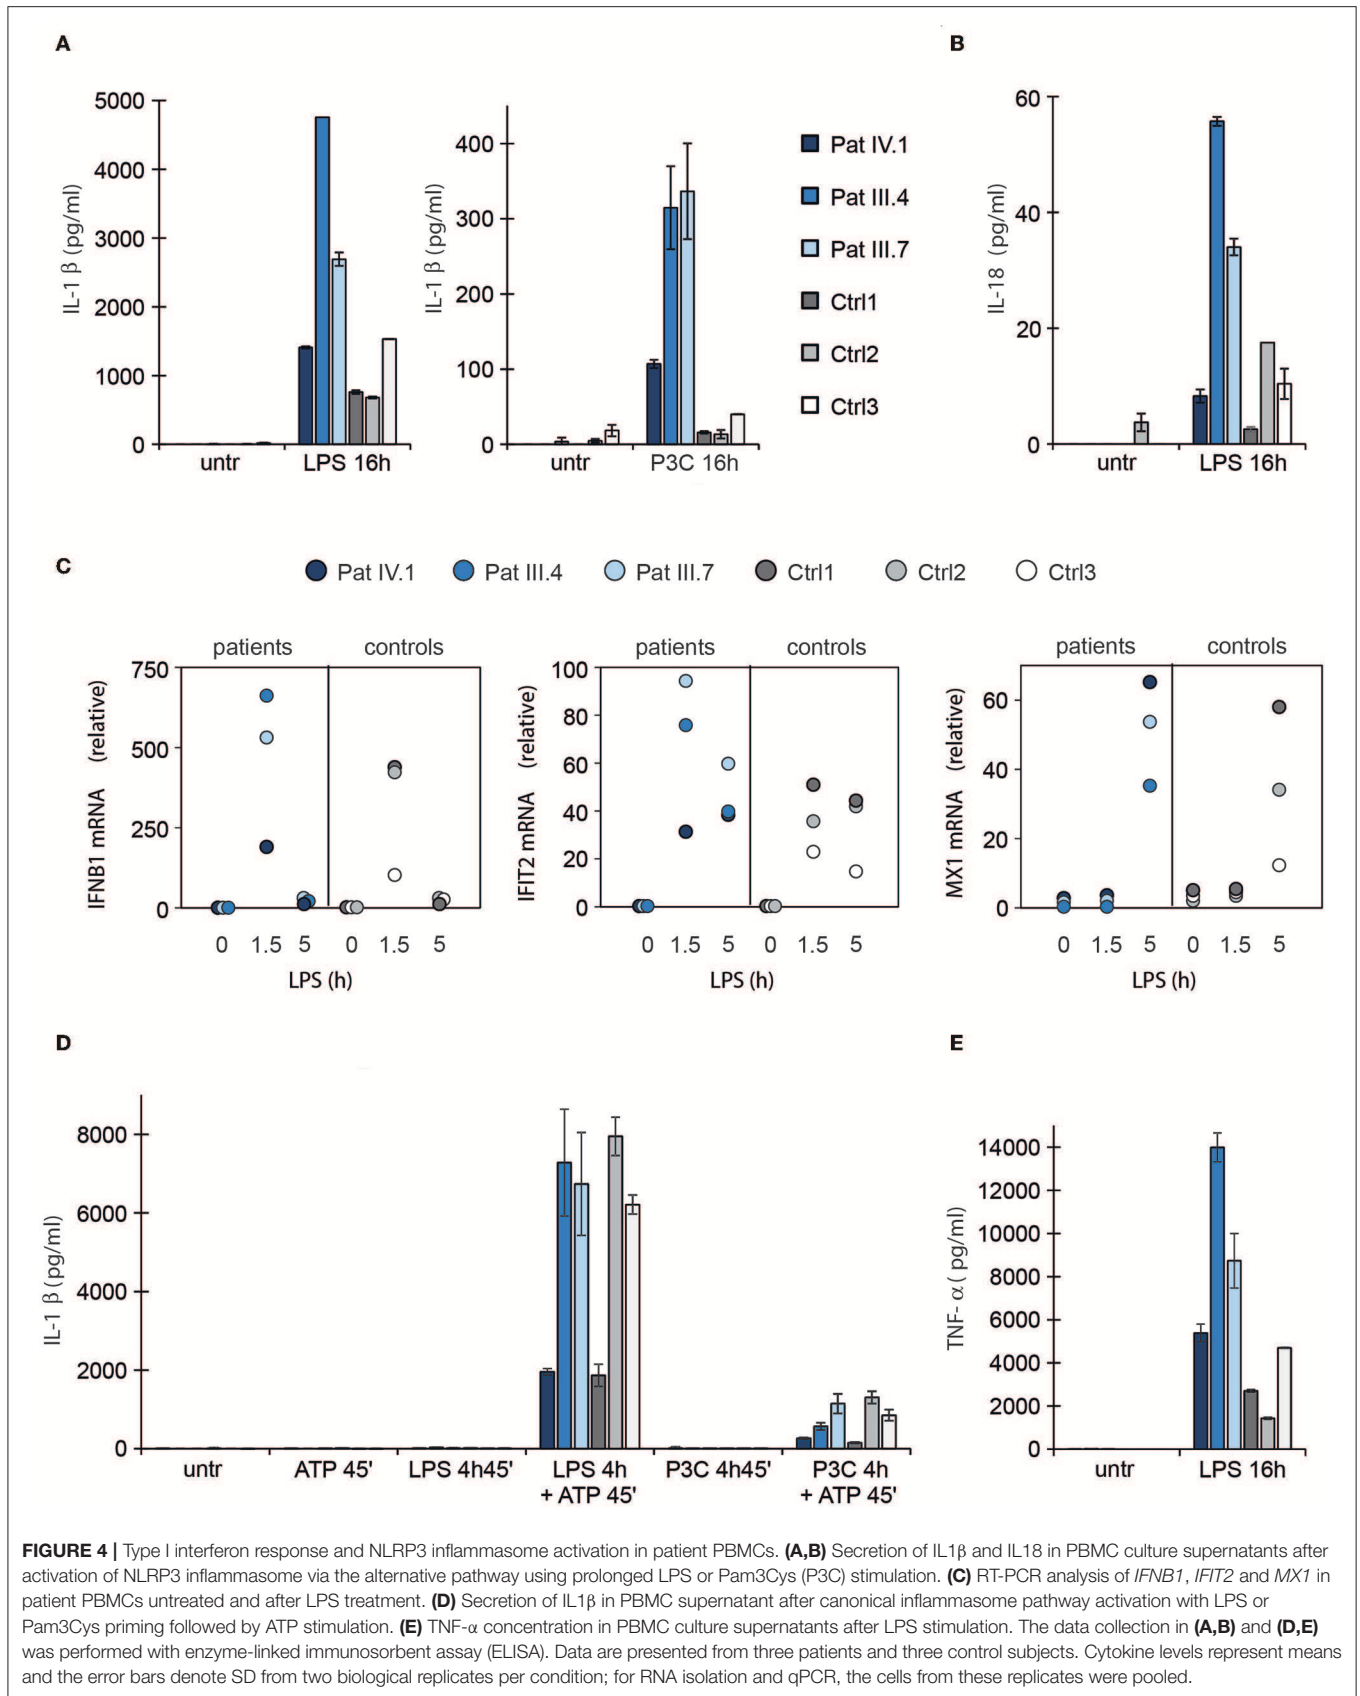 A
B
5000
4000
3000
2000
1000
0
IL-1 β (pg/ml)
untr
LPS 16h
400
300
200
100
0
IL-1 β (pg/ml)
untr
P3C 16h
Pat IV.1
Pat III.4
Pat III.7
Ctrl1
Ctrl2
Ctrl3
60
40
20
0
IL-18 (pg/ml)
untr
LPS 16h
C
Pat IV.1 Pat III.4 Pat III.7 Ctrl1 Ctrl2 Ctrl3
patients controls
750
500
250
0
IFNB1 mRNA (relative)
0 1.5 5 0 1.5 5
LPS (h)
patients controls
100
80
60
40
20
0
IFIT2 mRNA (relative)
0 1.5 5 0 1.5 5
LPS (h)
patients controls
60
40
20
0
MX1 mRNA (relative)
0 1.5 5 0 1.5 5
LPS (h)
D
E
8000
6000
4000
2000
0
IL-1 β (pg/ml)
untr ATP 45' LPS 4h45' LPS 4h P3C 4h45' P3C 4h
+ ATP 45' + ATP 45'
14000
12000
10000
8000
6000
4000
2000
0
TNF- α( pg/ml)
untr
LPS 16h
FIGURE 4 | Type I interferon response and NLRP3 inflammasome activation in patient PBMCs. (A,B) Secretion of IL1β and IL18 in PBMC culture supernatants after
activation of NLRP3 inflammasome via the alternative pathway using prolonged LPS or Pam3Cys (P3C) stimulation. (C) RT-PCR analysis of IFNB1, IFIT2 and MX1 in
patient PBMCs untreated and after LPS treatment. (D) Secretion of IL1β in PBMC supernatant after canonical inflammasome pathway activation with LPS or
Pam3Cys priming followed by ATP stimulation. (E) TNF-α concentration in PBMC culture supernatants after LPS stimulation. The data collection in (A,B) and (D,E)
was performed with enzyme-linked immunosorbent assay (ELISA). Data are presented from three patients and three control subjects. Cytokine levels represent means
and the error bars denote SD from two biological replicates per condition; for RNA isolation and qPCR, the cells from these replicates were pooled.